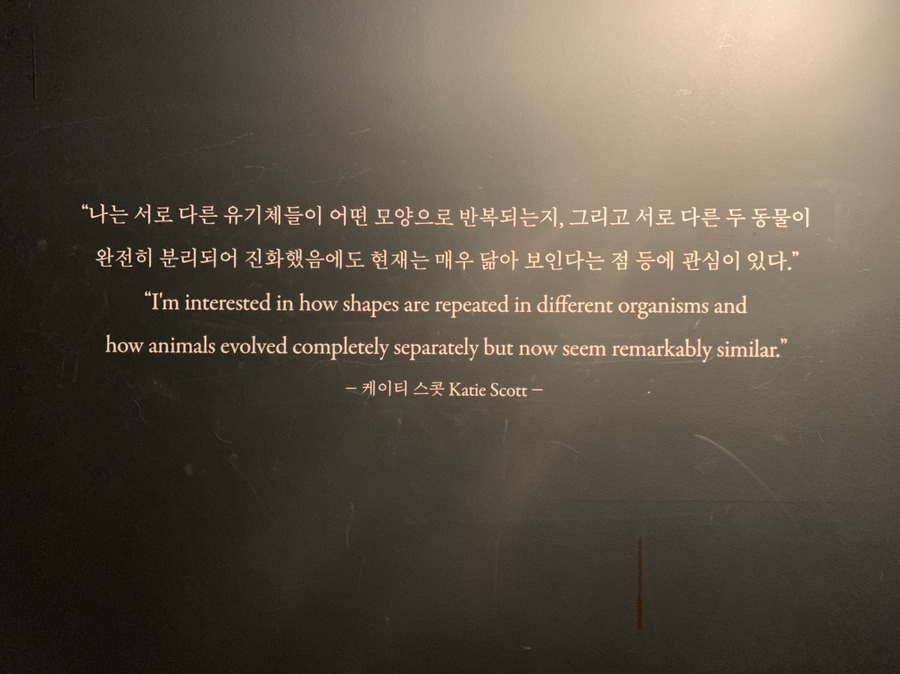 “나는 서로 다른 유기체들이 어떤 모양으로 반복되는지, 그리고 서로 다른 두 동물이
완전히 분리되어 진화했음에도 현재는 매우 닮아 보인다는 점 등에 관심이 있다.”
“I'm interested in how shapes are repeated in different organisms and
how animals evolved completely separately but now seem remarkably similar.”
– 케이티 스콧 Katie Scott –